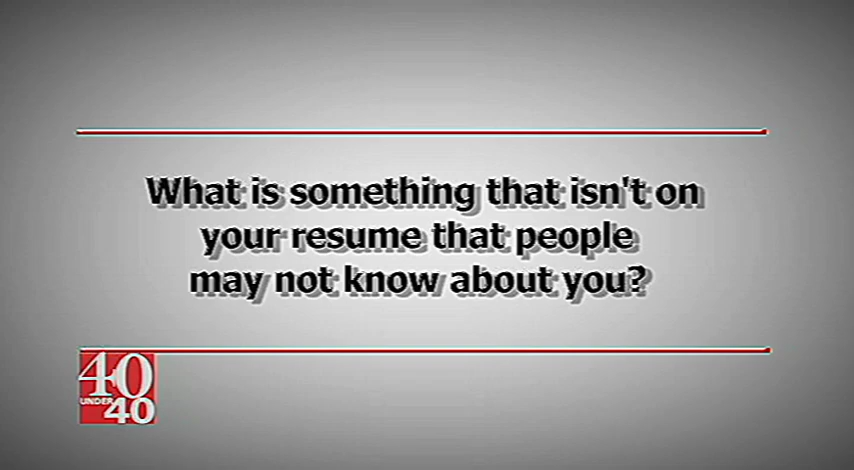 What is something that isn't on
your resume that people
may not know about you?
40
UNDER
40